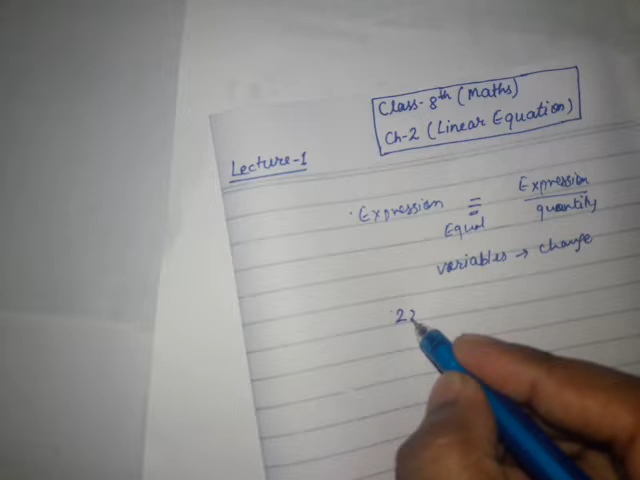 Class-8th (Maths)
Ch-2 (Linear Equation)
Lecture-1
Expression = Expression
quantity
Equal
variables → change
2